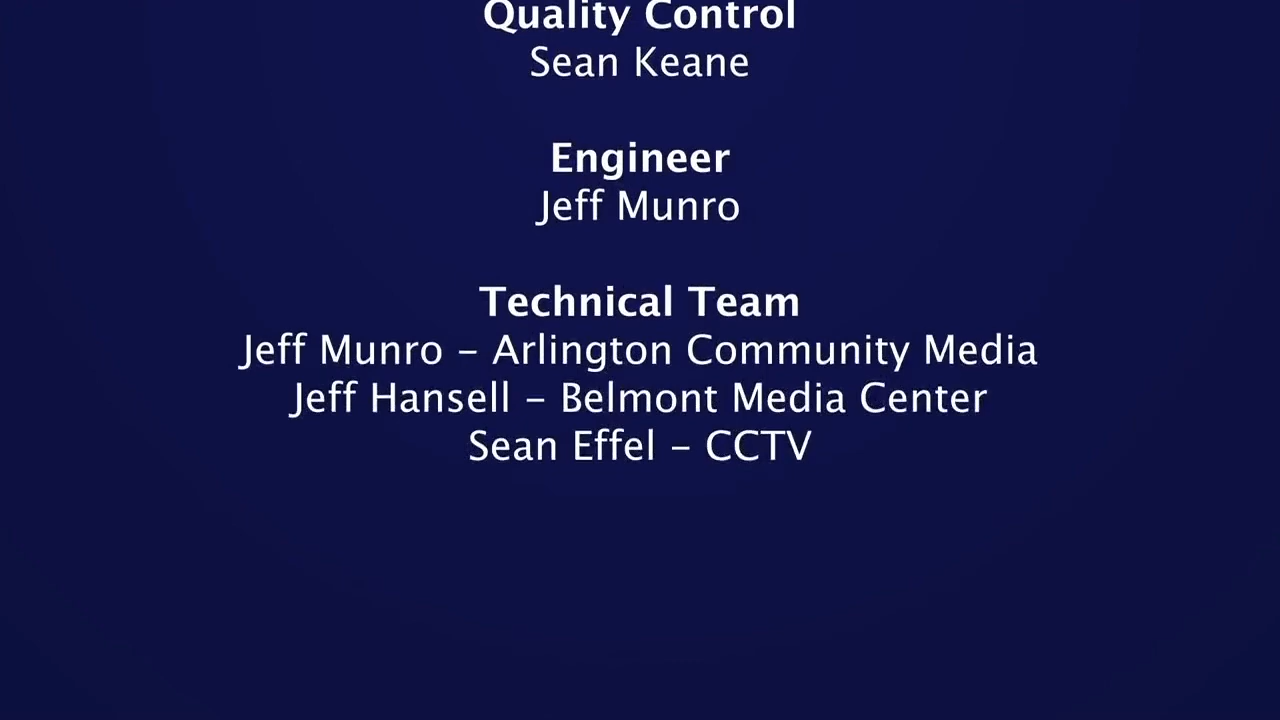 Quality Control
Sean Keane
Engineer
Jeff Munro
Technical Team
Jeff Munro – Arlington Community Media
Jeff Hansell – Belmont Media Center
Sean Effel – CCTV